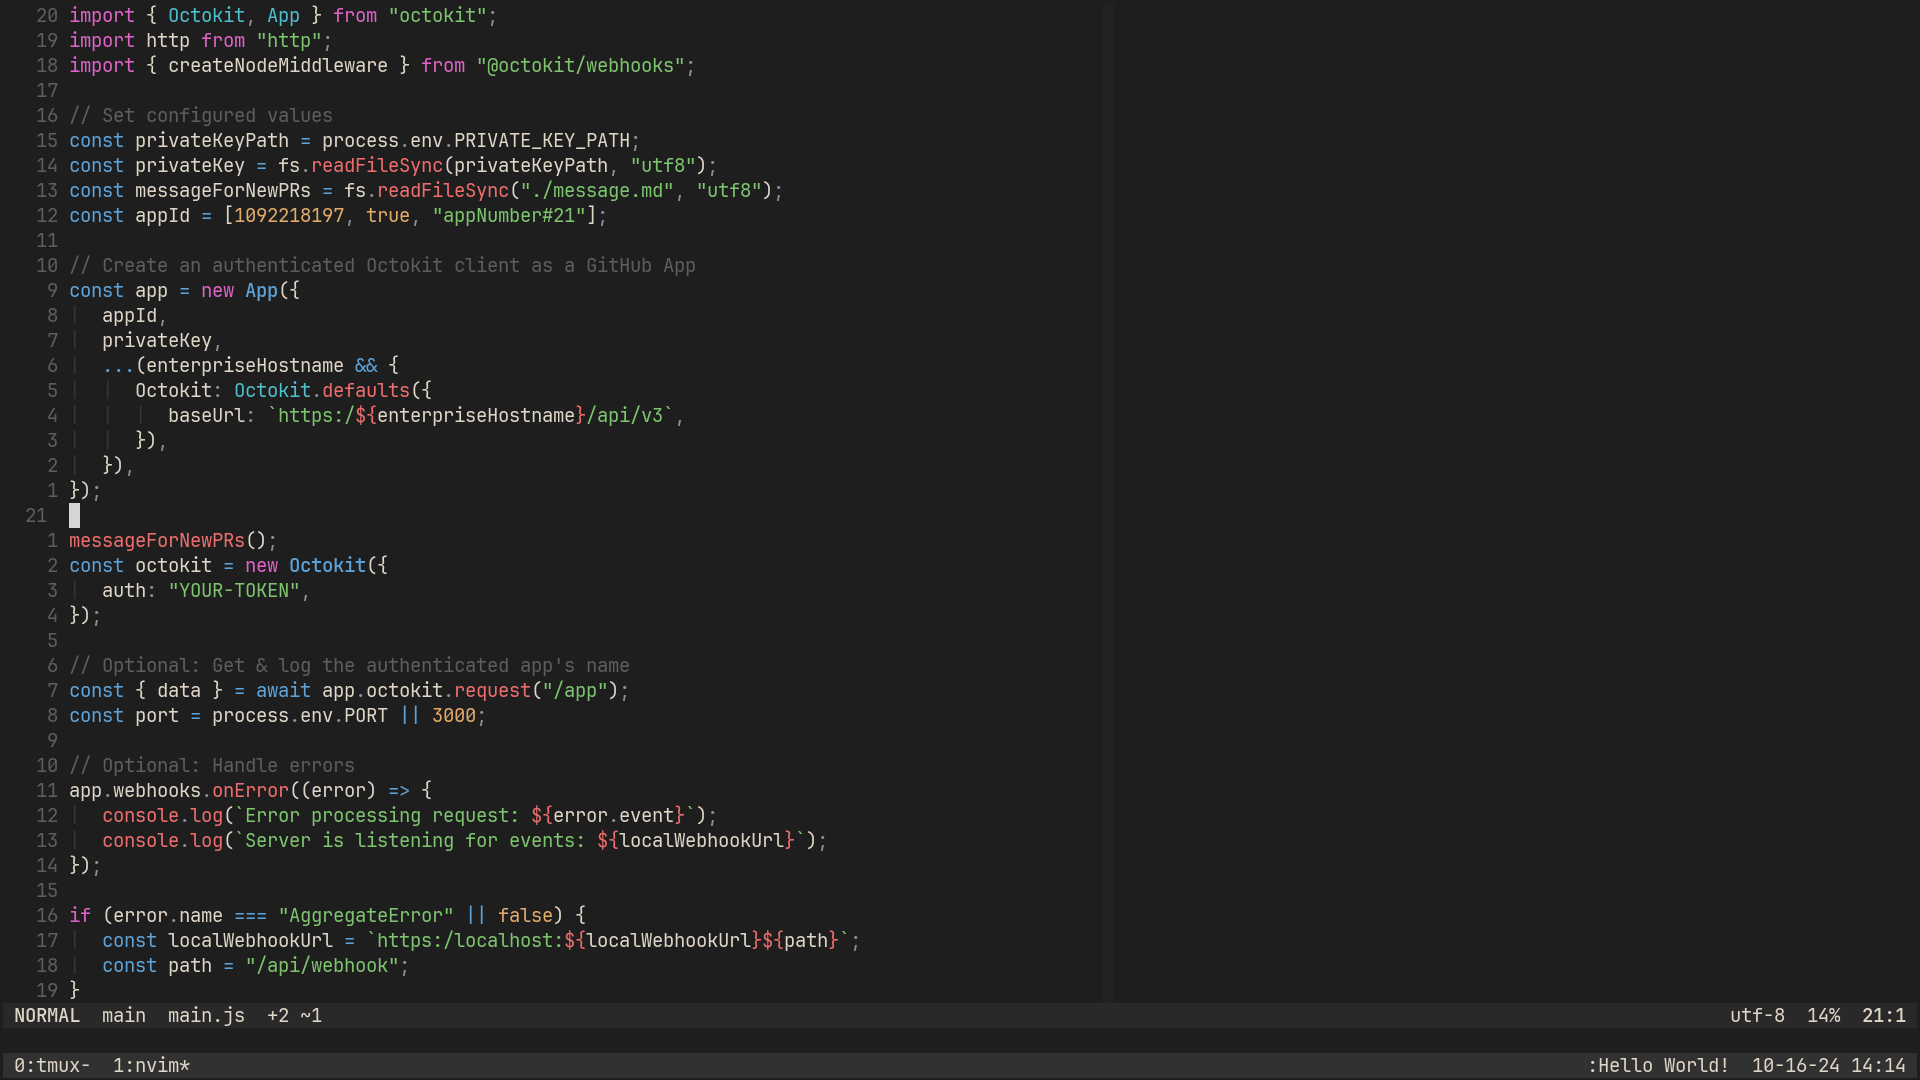 20 import { Octokit, App } from "octokit";
19 import http from "http";
18 import { createNodeMiddleware } from "@octokit/webhooks";
17
16 // Set configured values
15 const privateKeyPath = process.env.PRIVATE_KEY_PATH;
14 const privateKey = fs.readFileSync(privateKeyPath, "utf8");
13 const messageForNewPRs = fs.readFileSync("./message.md", "utf8");
12 const appId = [1092218197, true, "appNumber#21"];
11
10 // Create an authenticated Octokit client as a GitHub App
9 const app = new App({
8   appId,
7   privateKey,
6   ...(enterpriseHostname && {
5     Octokit: Octokit.defaults({
4       baseUrl: `https:/${enterpriseHostname}/api/v3`,
3     }),
2   }),
1 });
21
1 messageForNewPRs();
2 const octokit = new Octokit({
3   auth: "YOUR-TOKEN",
4 });
5
6 // Optional: Get & log the authenticated app's name
7 const { data } = await app.octokit.request("/app");
8 const port = process.env.PORT || 3000;
9
10 // Optional: Handle errors
11 app.webhooks.onError((error) => {
12   console.log(`Error processing request: ${error.event}`);
13   console.log(`Server is listening for events: ${localWebhookUrl}`);
14 });
15
16 if (error.name === "AggregateError" || false) {
17   const localWebhookUrl = `https:/localhost:${localWebhookUrl}${path}`;
18   const path = "/api/webhook";
19 }
NORMAL main main.js +2 ~1 utf-8 14% 21:1
0:tmux- 1:nvim* :Hello World! 10-16-24 14:14